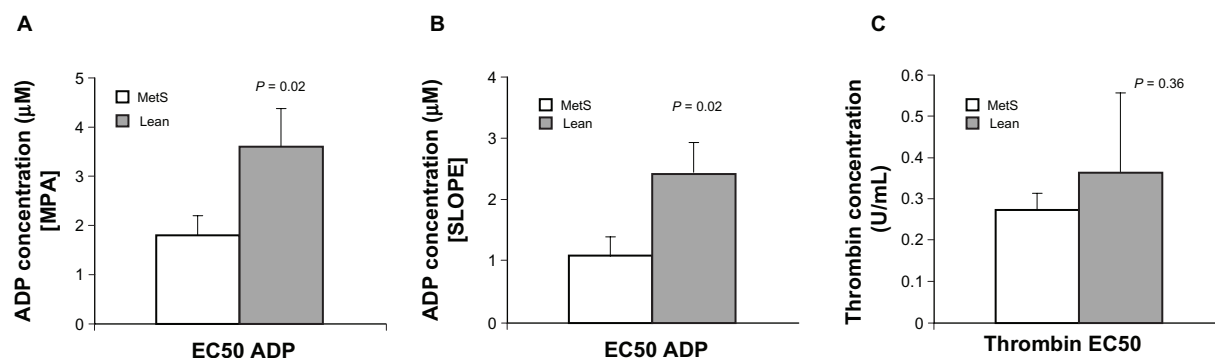 A
ADP concentration (μM)
[MPA]
5
4
3
2
1
0
MetS
Lean
P = 0.02
EC50 ADP
B
ADP concentration (μM)
[SLOPE]
4
3
2
1
0
MetS
Lean
P = 0.02
EC50 ADP
C
Thrombin concentration
(U/mL)
0.6
0.5
0.4
0.3
0.2
0.1
0
MetS
Lean
P = 0.36
Thrombin EC50